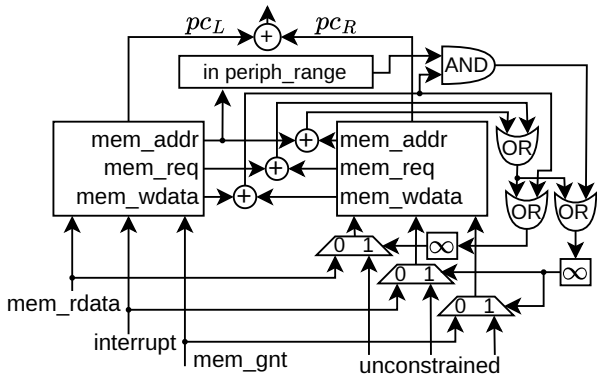 pc_L + pc_R
in periph_range AND
mem_addr + mem_addr OR
mem_req + mem_req
mem_wdata + mem_wdata OR OR
0 1 ∞
0 1 ∞
mem_rdata 0 1
interrupt
mem_gnt unconstrained